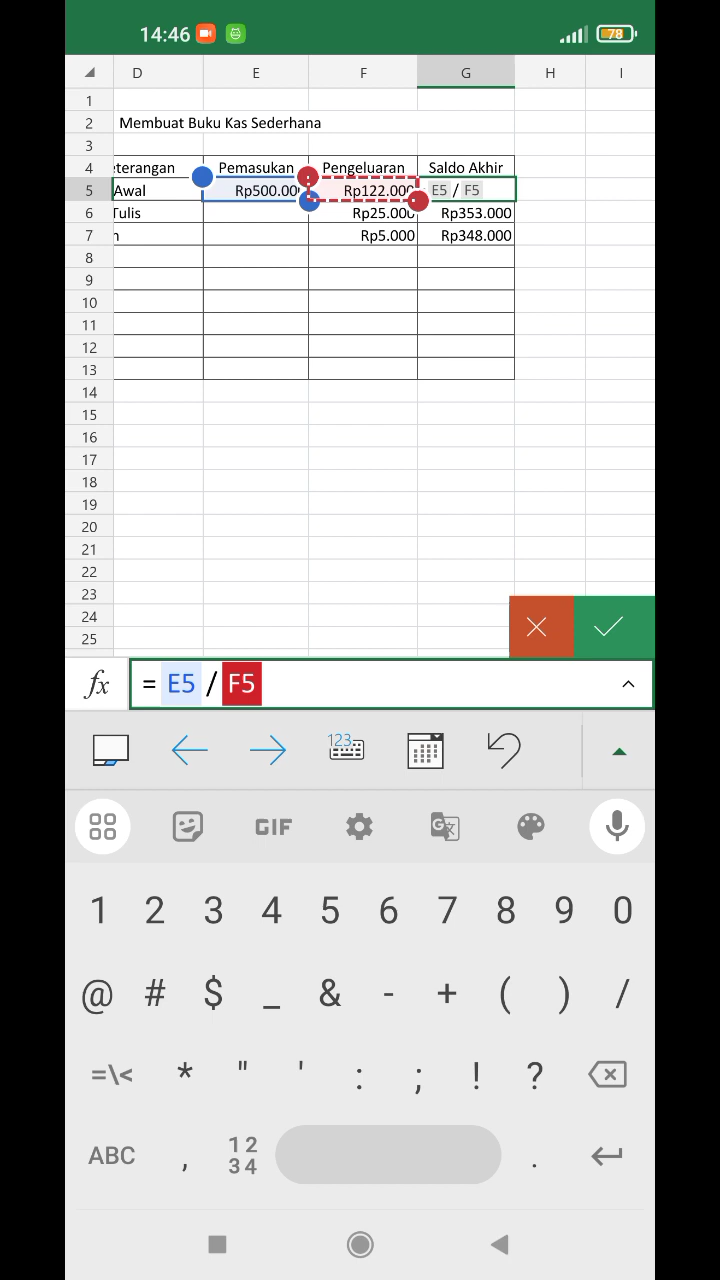 14:46 78
D E F G H I
1
2 Membuat Buku Kas Sederhana
3
4 terangan Pemasukan Pengeluaran Saldo Akhir
5 Awal Rp500.00 Rp122.000 E5 / F5
6 Tulis Rp25.000 Rp353.000
7 Rp5.000 Rp348.000
8
9
10
11
12
13
14
15
16
17
18
19
20
21
22
23
24
25
fx = E5 / F5
123
GIF
1 2 3 4 5 6 7 8 9 0
@ # $ _ & - + ( ) /
=\< * " ' : ; ! ?
ABC , 12 34 .